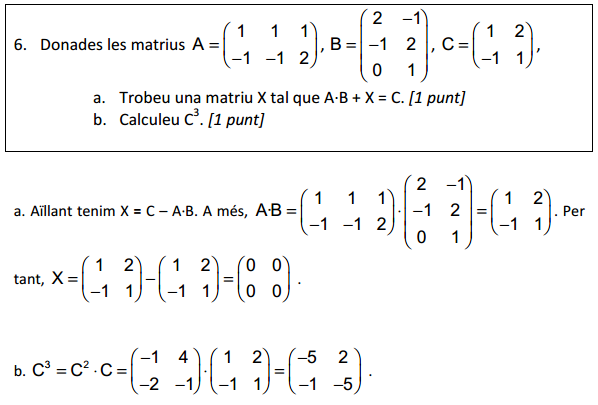 6. Donades les matrius A = ( 1 1 1 ; –1 –1 2 ), B = ( 2 –1 ; –1 2 ; 0 1 ), C = ( 1 2 ; –1 1 ),
a. Trobeu una matriu X tal que A·B + X = C. [1 punt]
b. Calculeu C³. [1 punt]
a. Aïllant tenim X = C – A·B. A més, A·B = ( 1 1 1 ; –1 –1 2 ) · ( 2 –1 ; –1 2 ; 0 1 ) = ( 1 2 ; –1 1 ). Per
tant, X = ( 1 2 ; –1 1 ) – ( 1 2 ; –1 1 ) = ( 0 0 ; 0 0 ).
b. C³ = C² · C = ( –1 4 ; –2 –1 ) · ( 1 2 ; –1 1 ) = ( –5 2 ; –1 –5 ).